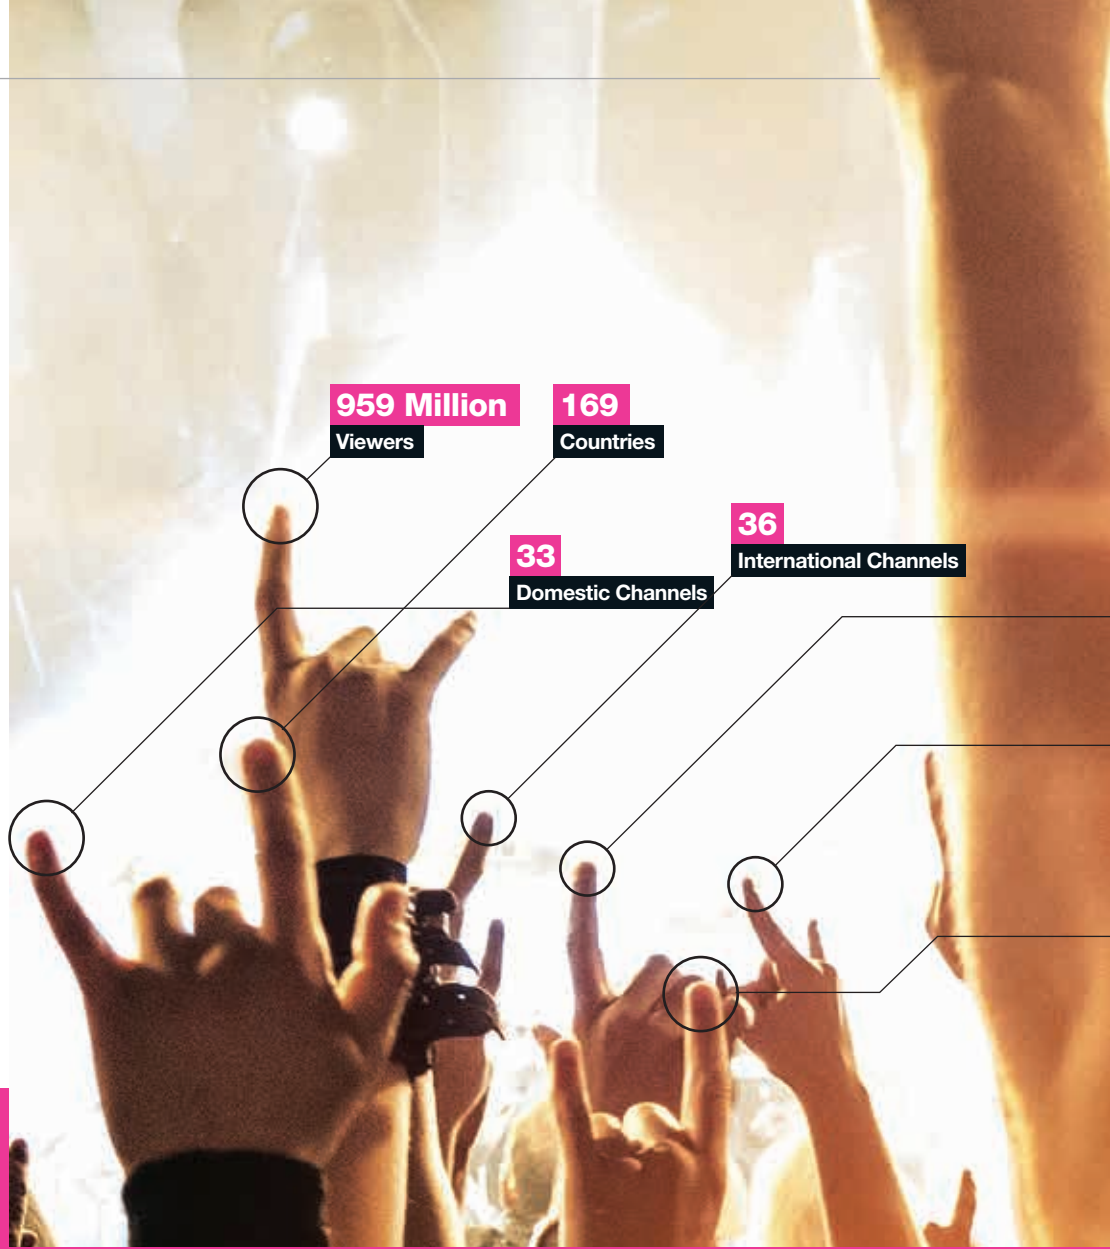 959 Million
Viewers
169
Countries
33
Domestic Channels
36
International Channels